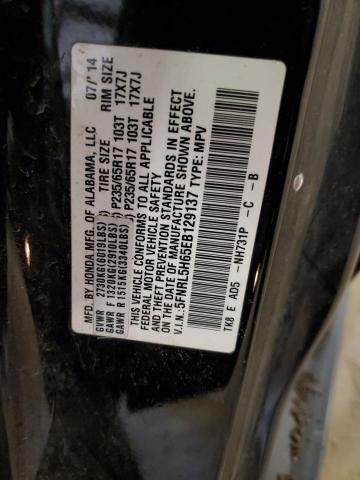 MFD. BY HONDA MFG. OF ALABAMA, LLC 07/'14
GVWR 2730KG(6019LBS) TIRE SIZE RIM SIZE
GAWR F 1320KG(2910LBS) P235/65R17 103T 17X7J
GAWR R 1515KG(3340LBS) P235/65R17 103T 17X7J
THIS VEHICLE CONFORMS TO ALL APPLICABLE
FEDERAL MOTOR VEHICLE SAFETY
AND THEFT PREVENTION STANDARDS IN EFFECT
ON THE DATE OF MANUFACTURE SHOWN ABOVE.
V.I.N.: 5FNRL5H65EB129137 TYPE: MPV
TK8 E AD5 -NH731P -C -B